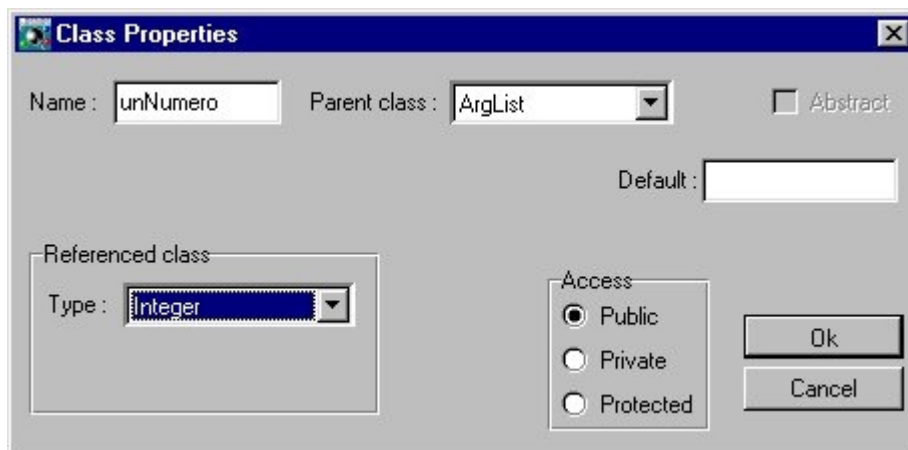 Class Properties
Name : unNumero Parent class : ArgList Abstract
Default :
Referenced class
Type : Integer
Access
Public
Private
Protected
Ok
Cancel